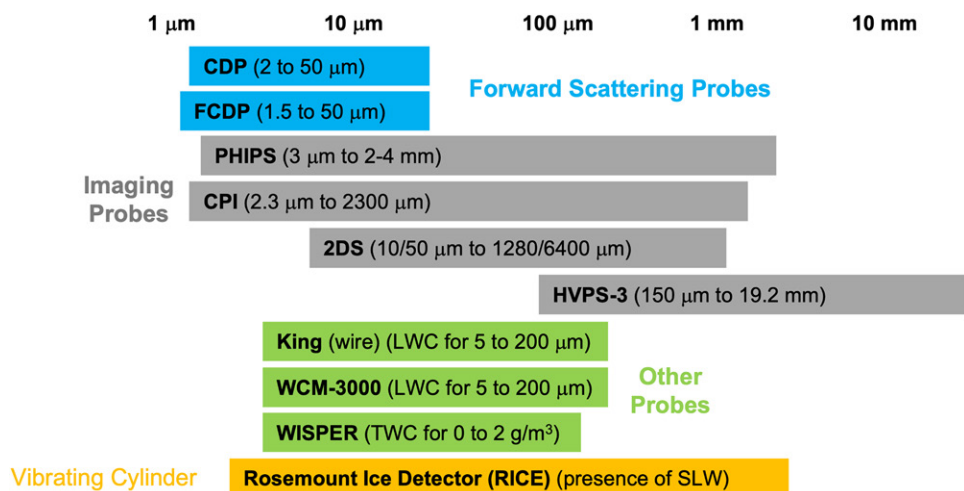 1 μm 10 μm 100 μm 1 mm 10 mm
CDP (2 to 50 μm)
Forward Scattering Probes
FCDP (1.5 to 50 μm)
PHIPS (3 μm to 2-4 mm)
Imaging
Probes
CPI (2.3 μm to 2300 μm)
2DS (10/50 μm to 1280/6400 μm)
HVPS-3 (150 μm to 19.2 mm)
King (wire) (LWC for 5 to 200 μm)
WCM-3000 (LWC for 5 to 200 μm)
Other
Probes
WISPER (TWC for 0 to 2 g/m³)
Vibrating Cylinder
Rosemount Ice Detector (RICE) (presence of SLW)